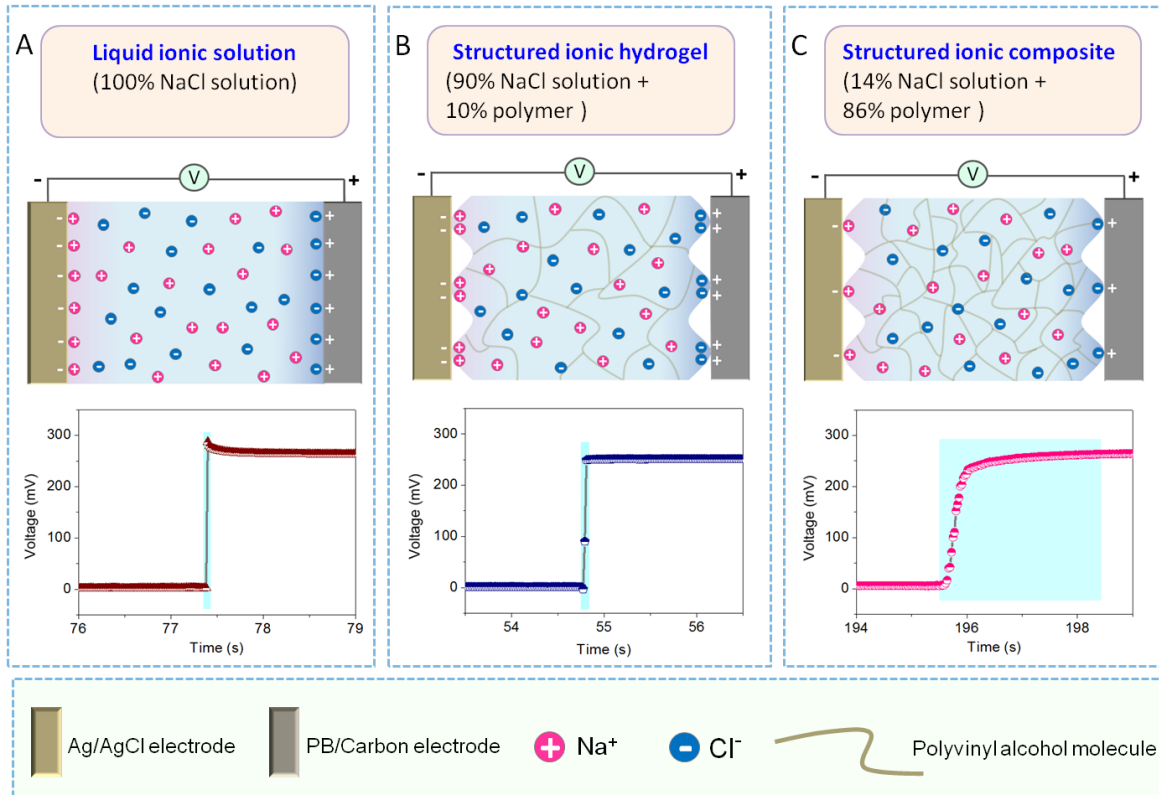 A
Liquid ionic solution
(100% NaCl solution)
- V +
Voltage (mV)
300
200
100
0
76 77 78 79
Time (s)
B
Structured ionic hydrogel
(90% NaCl solution +
10% polymer )
- V +
Voltage (mV)
300
200
100
0
54 55 56
Time (s)
C
Structured ionic composite
(14% NaCl solution +
86% polymer )
- V +
Voltage (mV)
300
200
100
0
194 196 198
Time (s)
Ag/AgCl electrode
PB/Carbon electrode
+ Na⁺
- Cl⁻
Polyvinyl alcohol molecule